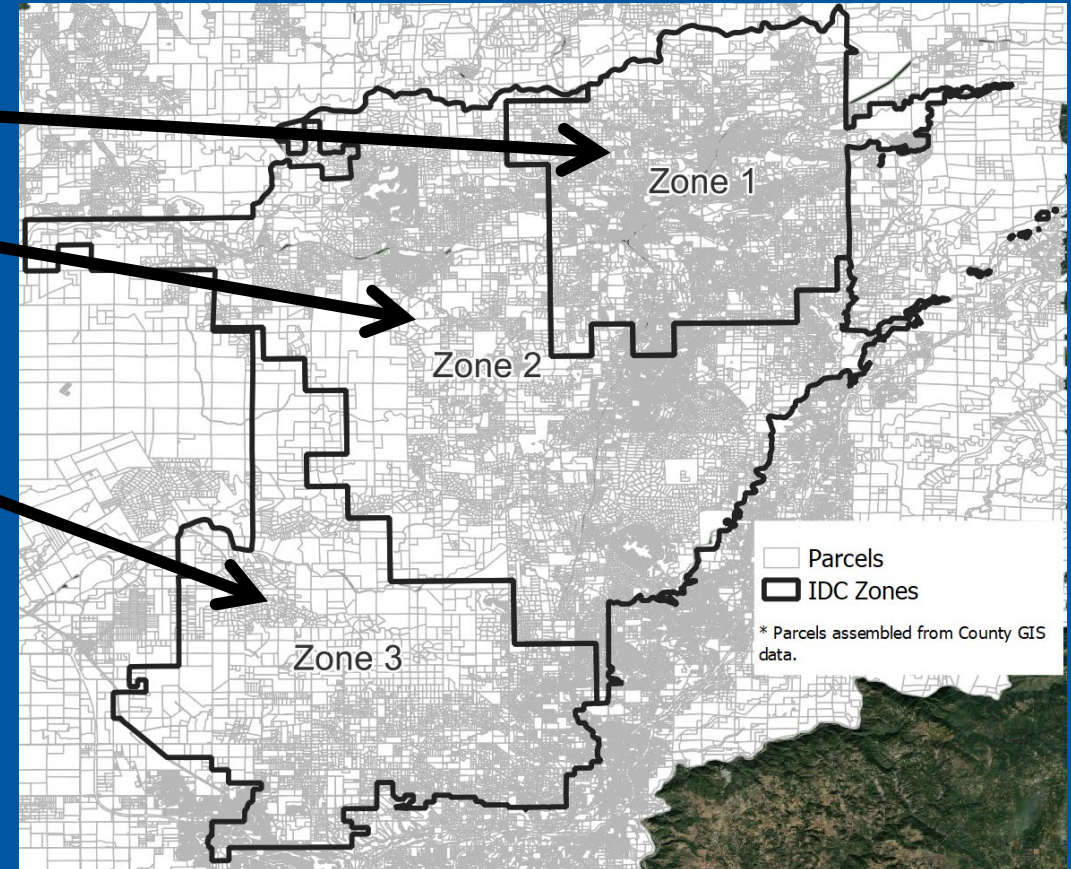 Zone 1
Zone 2
Zone 3
Parcels
IDC Zones
* Parcels assembled from County GIS
data.